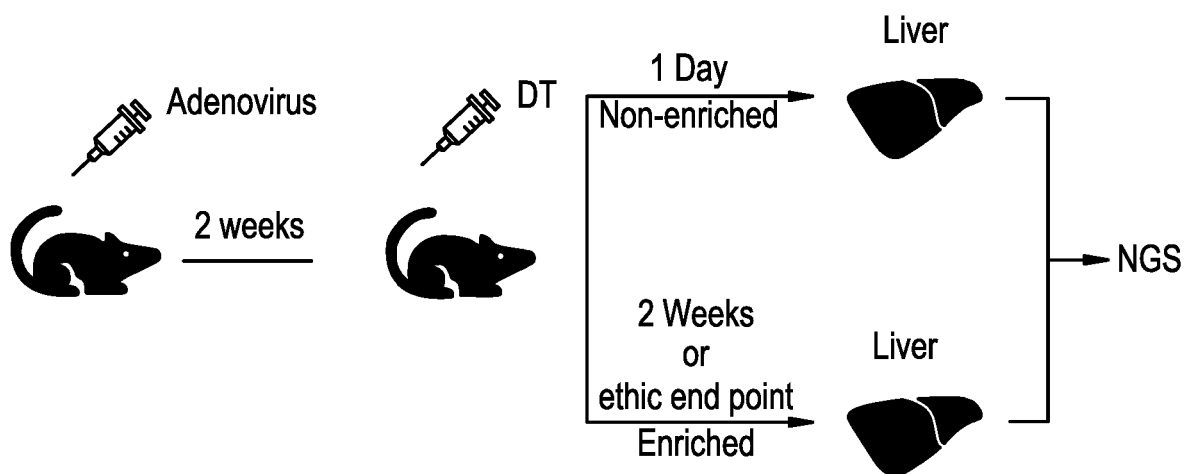 Adenovirus
2 weeks
DT
1 Day
Non-enriched
Liver
2 Weeks
or
ethic end point
Enriched
Liver
NGS